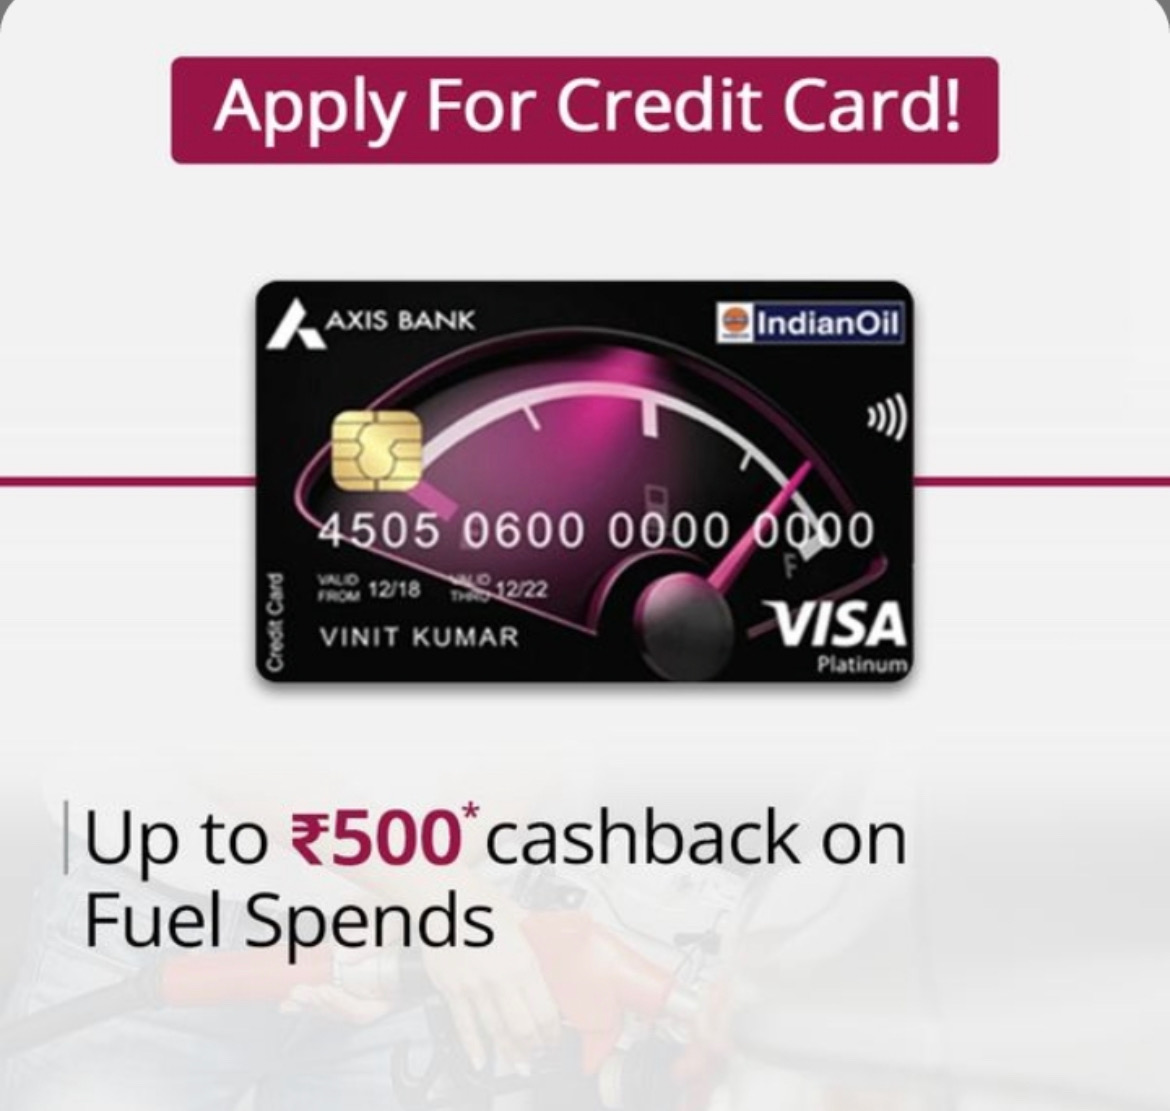 Apply For Credit Card!
AXIS BANK
IndianOil
4505 0600 0000 0000
VALID FROM 12/18 VALID THRU 12/22
F
VINIT KUMAR
Credit Card
VISA
Platinum
Up to ₹500* cashback on
Fuel Spends